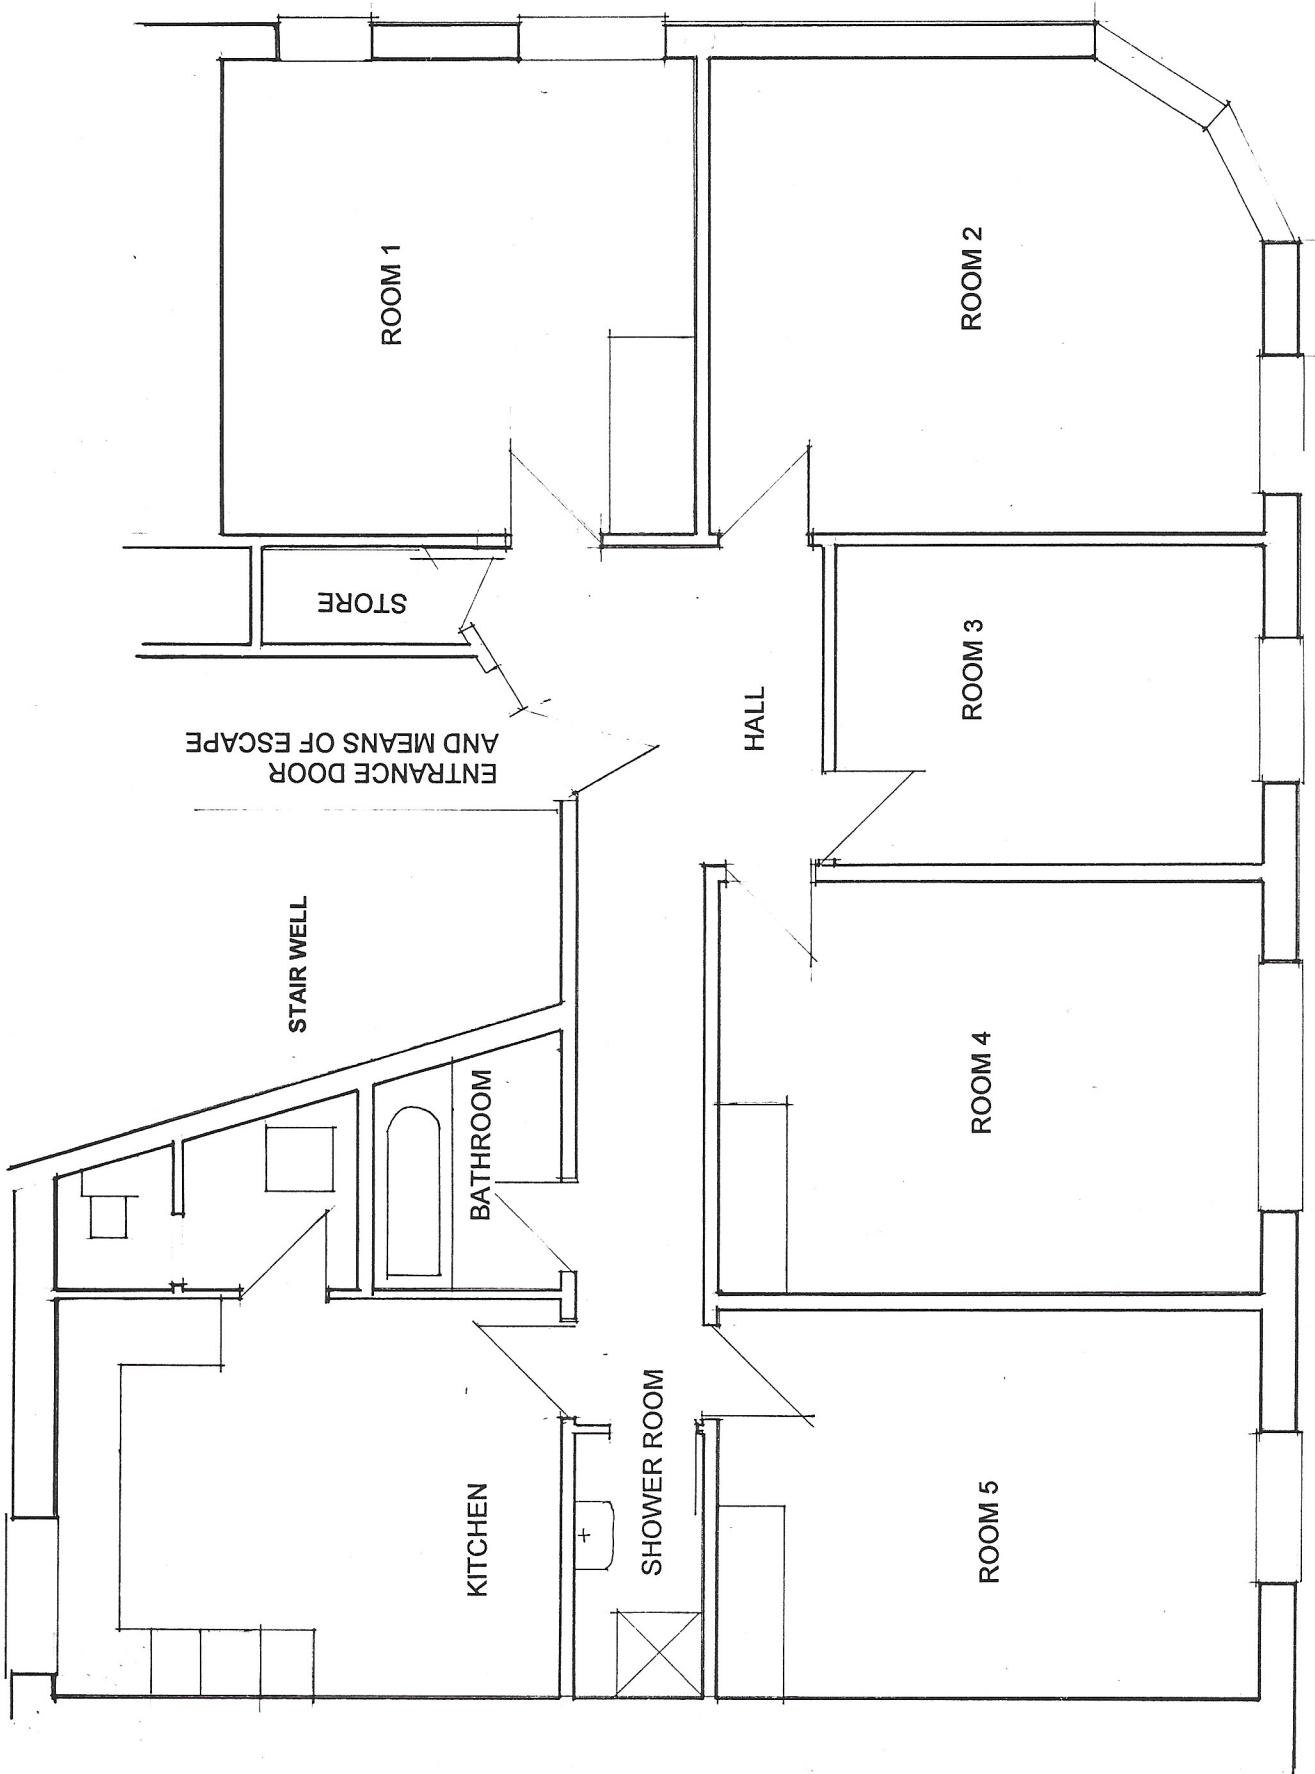 ROOM 1
ROOM 2
STORE
ROOM 3
HALL
ENTRANCE DOOR
AND MEANS OF ESCAPE
STAIR WELL
BATHROOM
ROOM 4
SHOWER ROOM
KITCHEN
ROOM 5